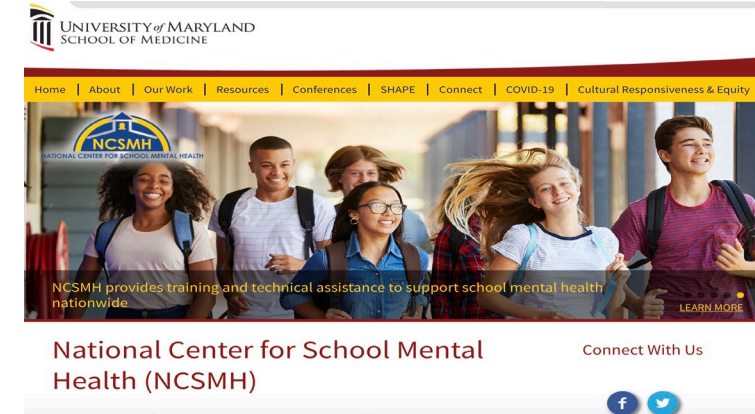 UNIVERSITY of MARYLAND
SCHOOL OF MEDICINE
Home | About | Our Work | Resources | Conferences | SHAPE | Connect | COVID-19 | Cultural Responsiveness & Equity
NCSMH
NATIONAL CENTER FOR SCHOOL MENTAL HEALTH
NCSMH provides training and technical assistance to support school mental health
nationwide
LEARN MORE
National Center for School Mental
Health (NCSMH)
Connect With Us
f